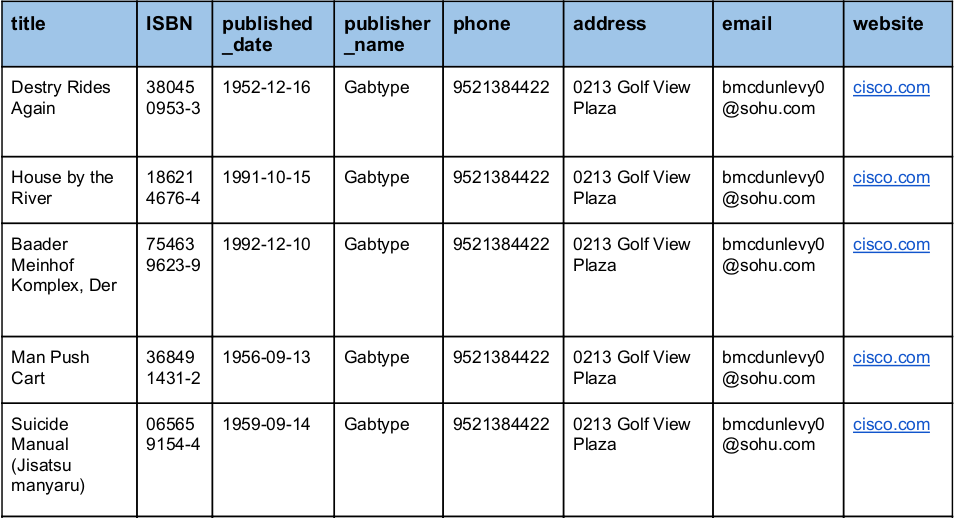 title ISBN published_date publisher_name phone address email website
Destry Rides Again 380450953-3 1952-12-16 Gabtype 9521384422 0213 Golf View Plaza bmcdunlevy0@sohu.com cisco.com
House by the River 186214676-4 1991-10-15 Gabtype 9521384422 0213 Golf View Plaza bmcdunlevy0@sohu.com cisco.com
Baader Meinhof Komplex, Der 754639623-9 1992-12-10 Gabtype 9521384422 0213 Golf View Plaza bmcdunlevy0@sohu.com cisco.com
Man Push Cart 368491431-2 1956-09-13 Gabtype 9521384422 0213 Golf View Plaza bmcdunlevy0@sohu.com cisco.com
Suicide Manual (Jisatsu manyaru) 065659154-4 1959-09-14 Gabtype 9521384422 0213 Golf View Plaza bmcdunlevy0@sohu.com cisco.com